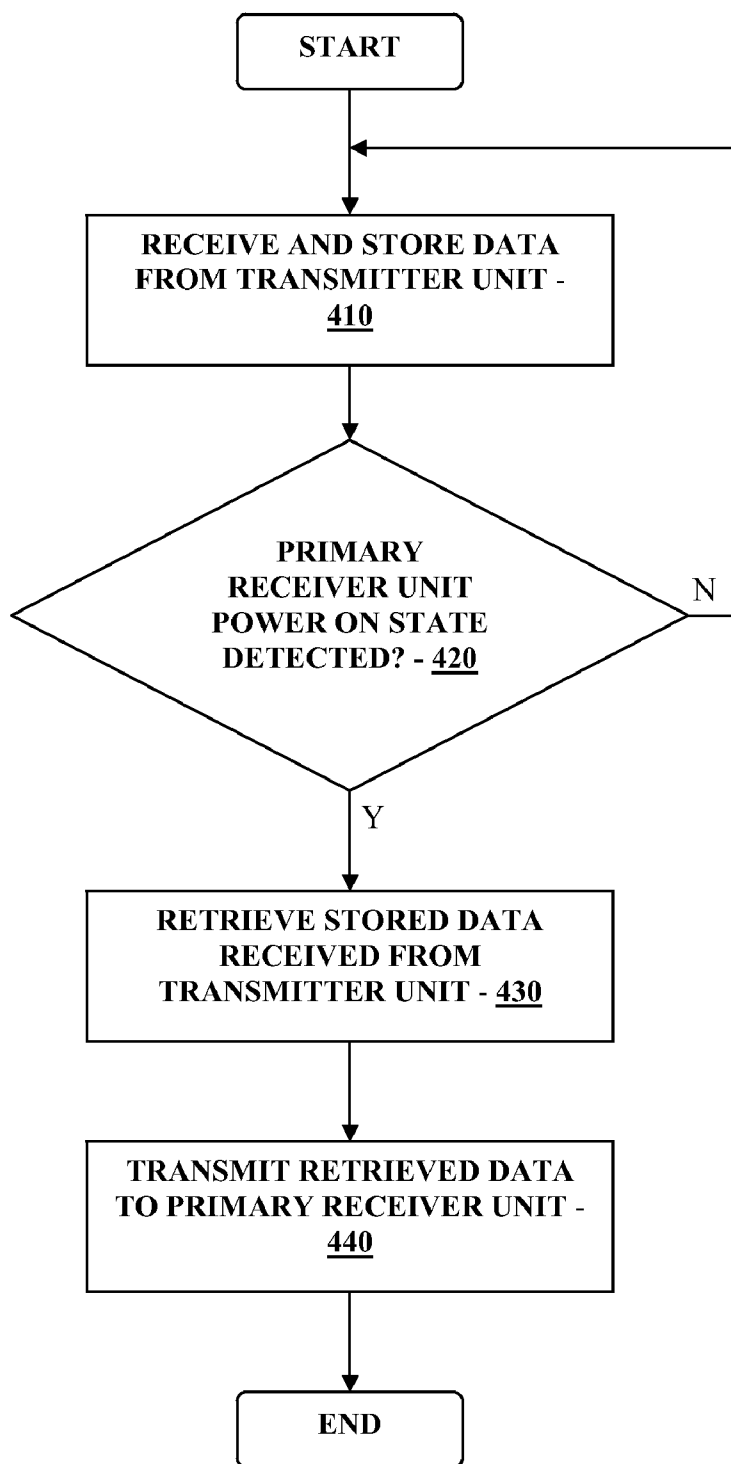 START
RECEIVE AND STORE DATA
FROM TRANSMITTER UNIT -
410
PRIMARY
RECEIVER UNIT
POWER ON STATE
DETECTED? - 420
N
Y
RETRIEVE STORED DATA
RECEIVED FROM
TRANSMITTER UNIT - 430
TRANSMIT RETRIEVED DATA
TO PRIMARY RECEIVER UNIT -
440
END